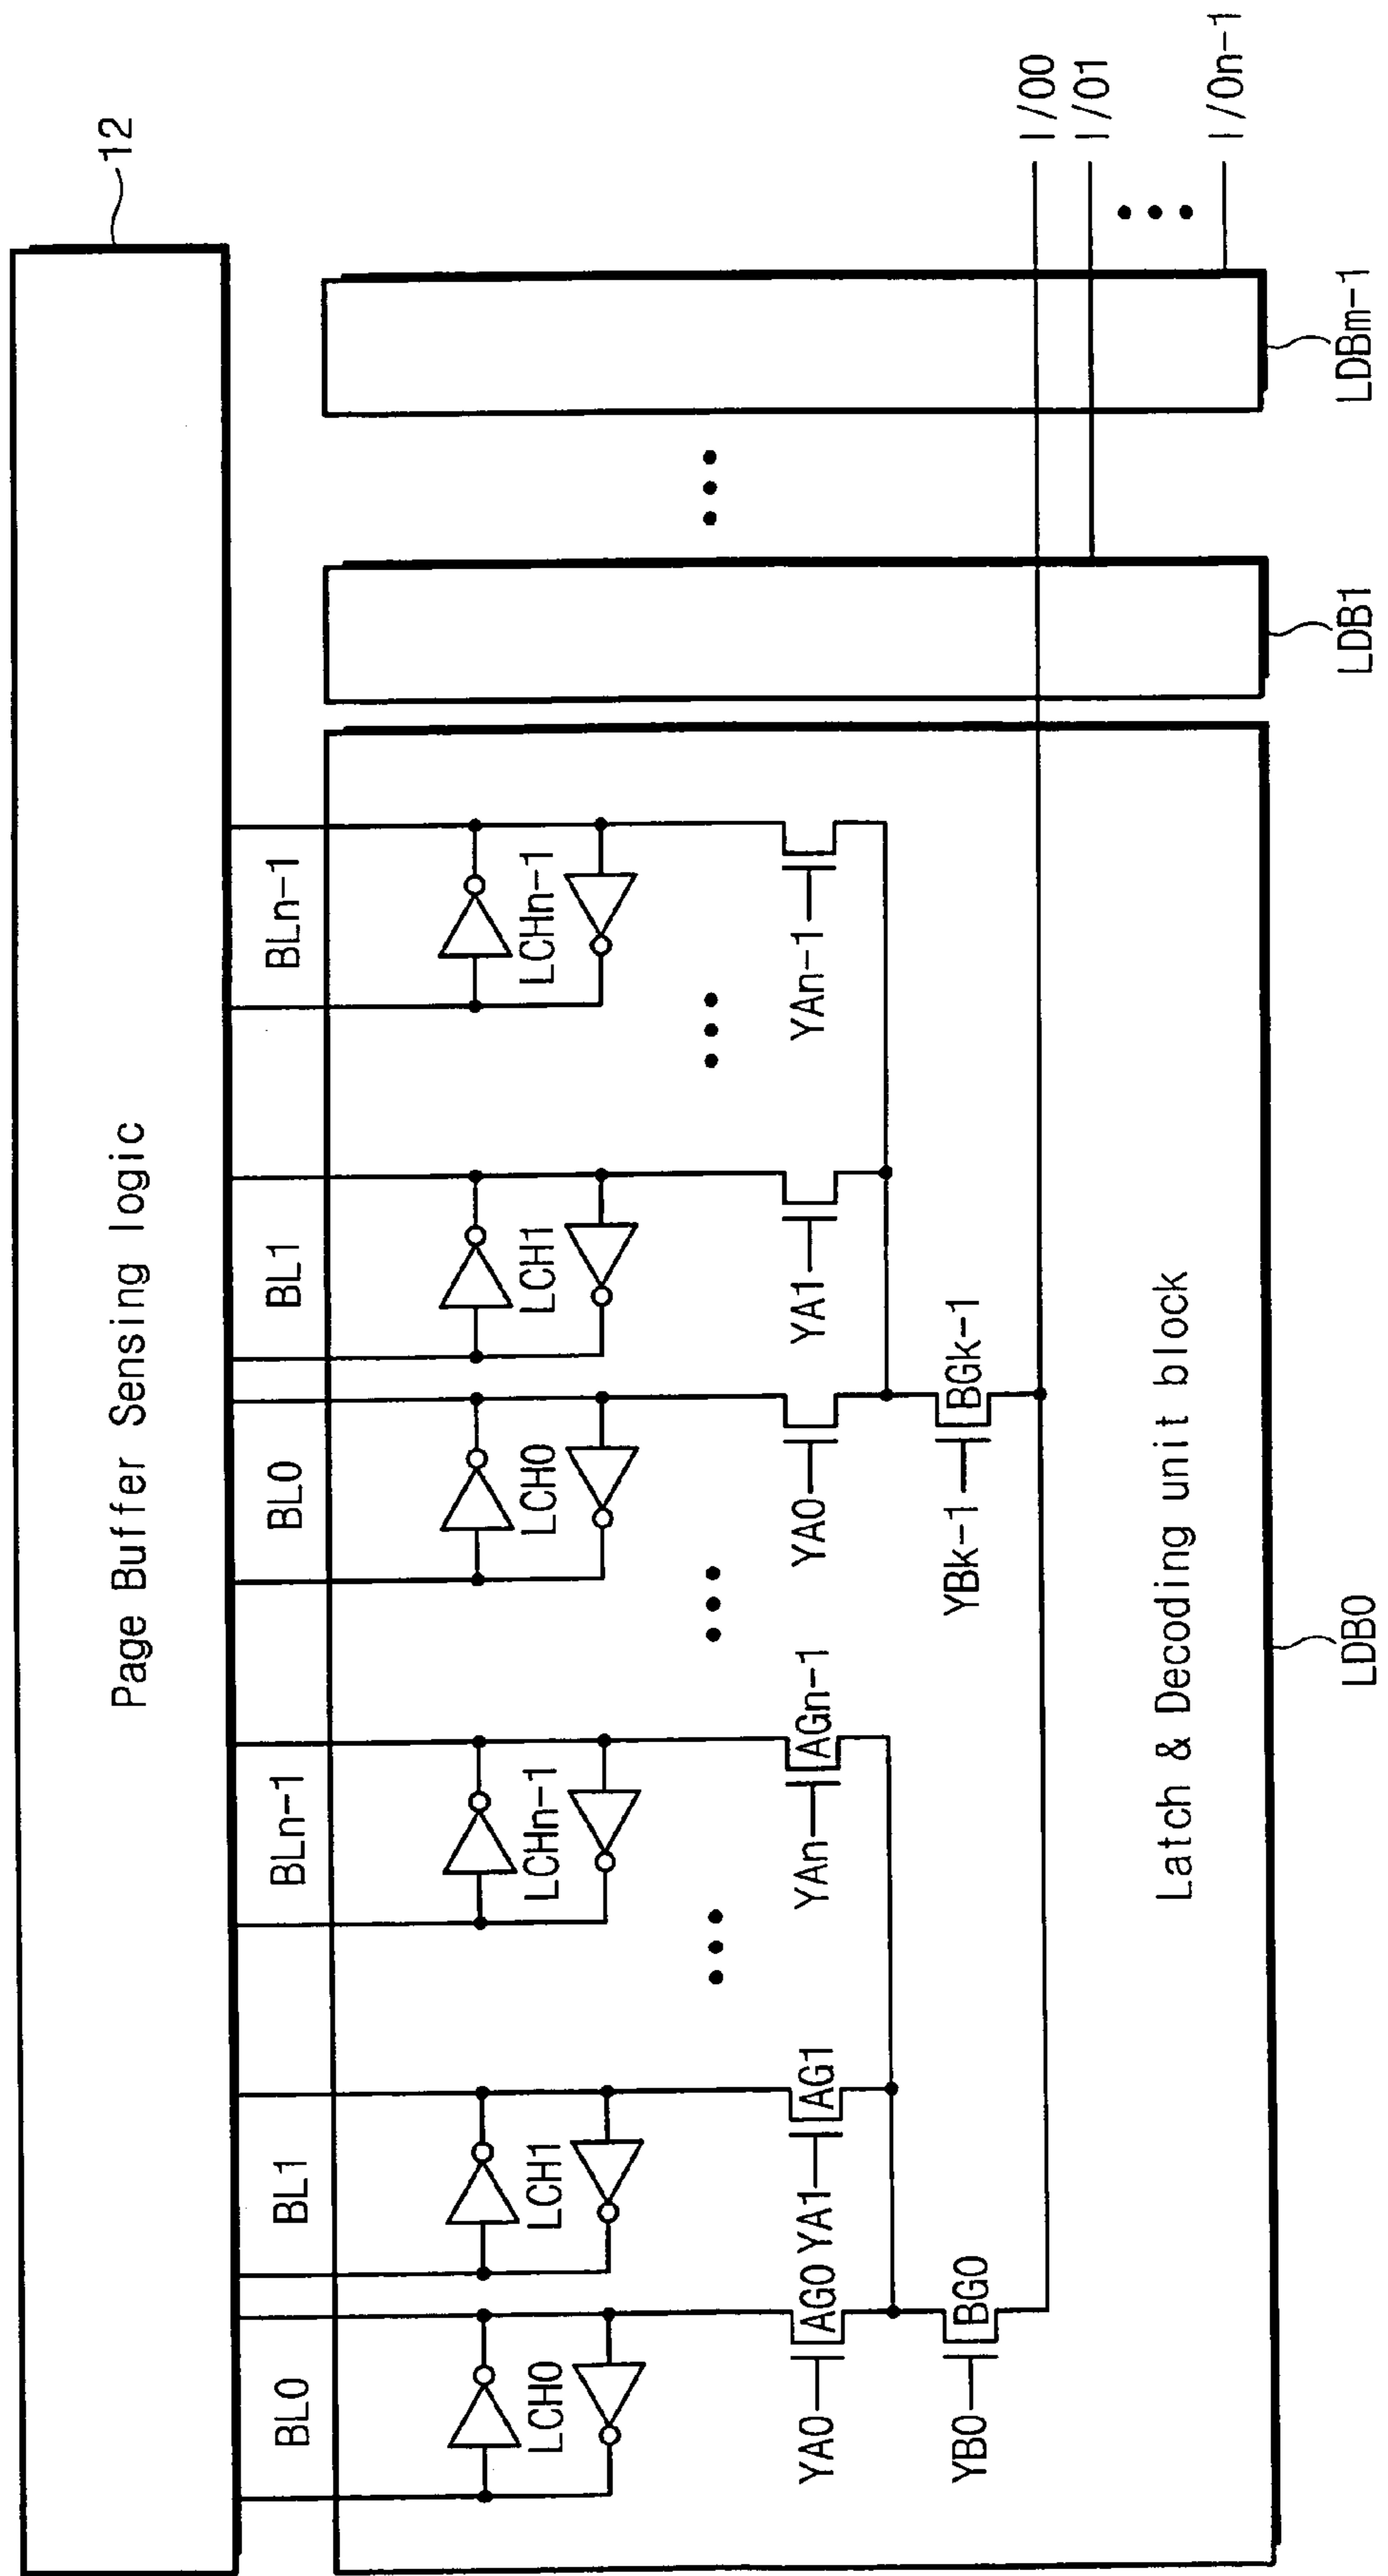 Page Buffer Sensing logic
12
BL0
BL1
BLn-1
BL0
BL1
BLn-1
LCH0
LCH1
LCHn-1
LCH0
LCH1
LCHn-1
YA0
AG0
YA1
AG1
YAn
AGn-1
YA0
YA1
YAn-1
YB0
BG0
YBk-1
BGk-1
I/O0
I/O1
I/On-1
Latch & Decoding unit block
LDB0
LDB1
LDBm-1